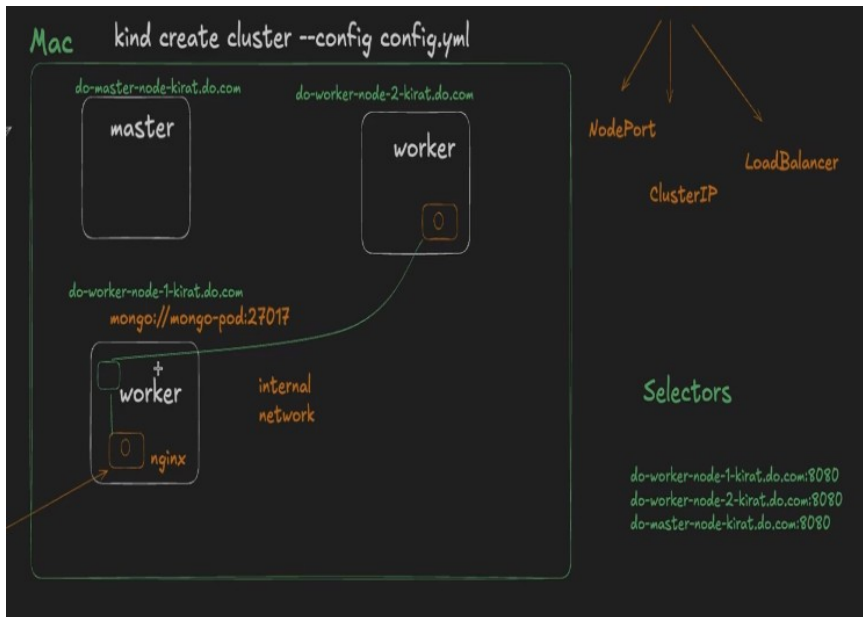 Mac
kind create cluster --config config.yml
do-master-node-kirat.do.com
master
do-worker-node-2-kirat.do.com
worker
do-worker-node-1-kirat.do.com
mongo://mongo-pod:27017
worker
nginx
internal
network
NodePort
ClusterIP
LoadBalancer
Selectors
do-worker-node-1-kirat.do.com:8080
do-worker-node-2-kirat.do.com:8080
do-master-node-kirat.do.com:8080